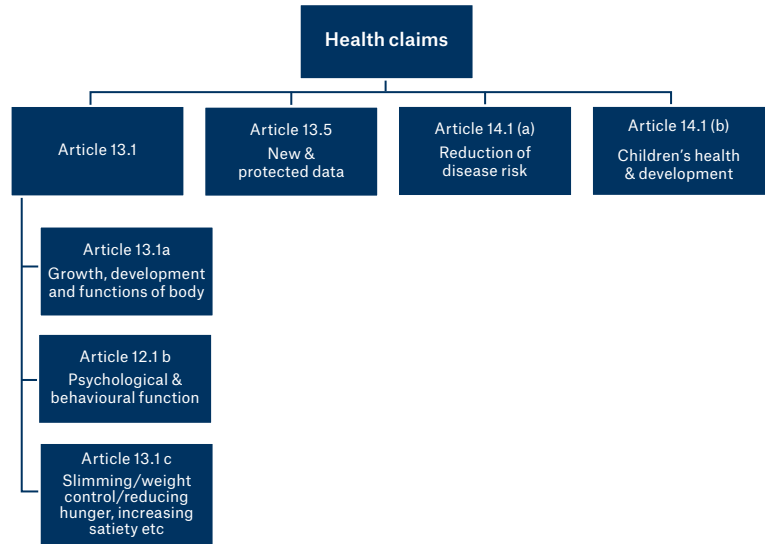 Health claims
Article 13.1
Article 13.5
New &
protected data
Article 14.1 (a)
Reduction of
disease risk
Article 14.1 (b)
Children’s health
& development
Article 13.1a
Growth, development
and functions of body
Article 12.1 b
Psychological &
behavioural function
Article 13.1 c
Slimming/weight
control/reducing
hunger, increasing
satiety etc